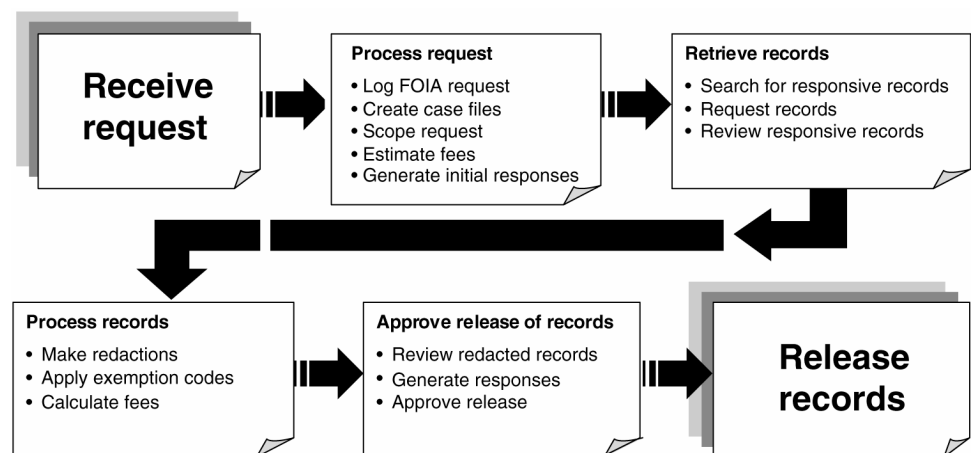 Receive
request
Process request
• Log FOIA request
• Create case files
• Scope request
• Estimate fees
• Generate initial responses
Retrieve records
• Search for responsive records
• Request records
• Review responsive records
Process records
• Make redactions
• Apply exemption codes
• Calculate fees
Approve release of records
• Review redacted records
• Generate responses
• Approve release
Release
records